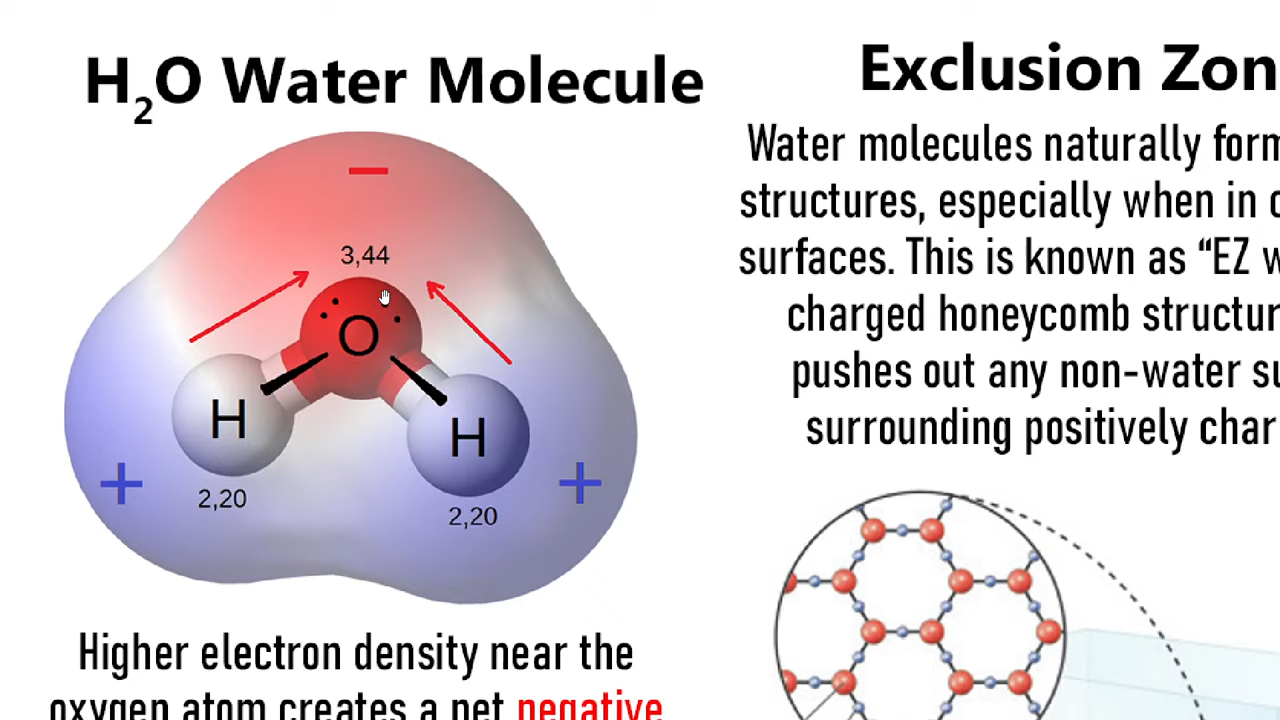 H₂O Water Molecule
−
3,44
O
H
H
+
+
2,20
2,20
Higher electron density near the
oxygen atom creates a net negative
Exclusion Zon
Water molecules naturally form
structures, especially when in
surfaces. This is known as “EZ
charged honeycomb structur
pushes out any non-water su
surrounding positively char